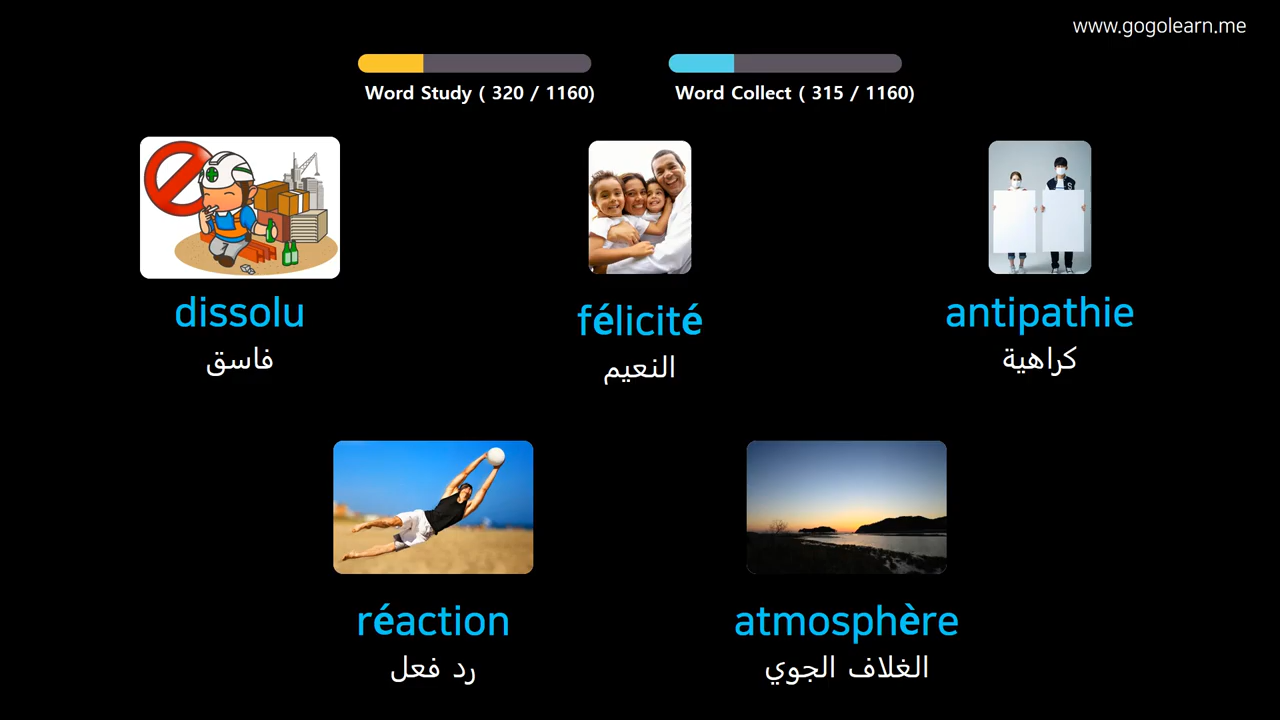 www.gogolearn.me
Word Study ( 320 / 1160)
Word Collect ( 315 / 1160)
dissolu
فاسق
félicité
النعيم
antipathie
كراهية
réaction
رد فعل
atmosphère
الغلاف الجوي